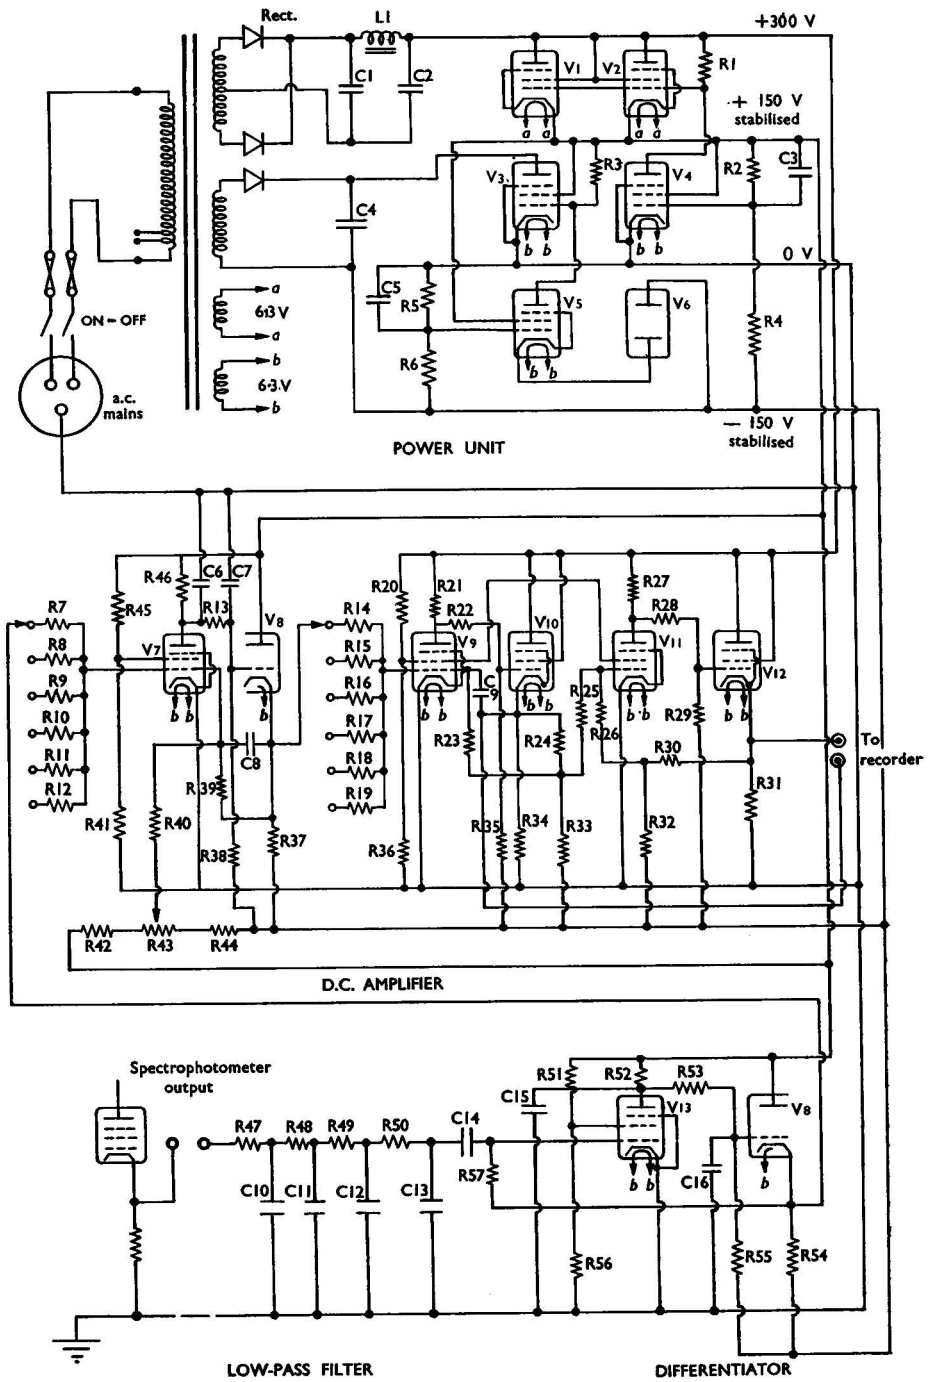 Rect.
L1
+300 V
C1
C2
V1
V2
R1
a a
a a
+ 150 V
stabilised
V3
R3
V4
R2
C3
C4
b b
b b
0 V
C5
R5
V5
V6
R4
a
6·3 V
a
ON – OFF
b
6·3.V
b
R6
b b
a.c.
mains
– 150 V
stabilised
POWER UNIT
R46
C6
C7
R45
R13
V8
R20
R21
R22
R27
R28
R7
R14
V7
V9
V10
V11
V12
R8
R15
R9
R16
C9
b b
b
b b
b b
b b
b b
R10
R17
R23
R24
R25
R26
R29
C8
R30
To
recorder
R11
R18
R39
R31
R12
R19
R41
R40
R38
R37
R36
R35
R34
R33
R32
R42
R43
R44
D.C. AMPLIFIER
Spectrophotometer
output
R51
R52
R53
C15
V13
V8
R47
R48
R49
R50
C14
R57
b b
C16
b
C10
C11
C12
C13
R56
R55
R54
LOW-PASS FILTER
DIFFERENTIATOR